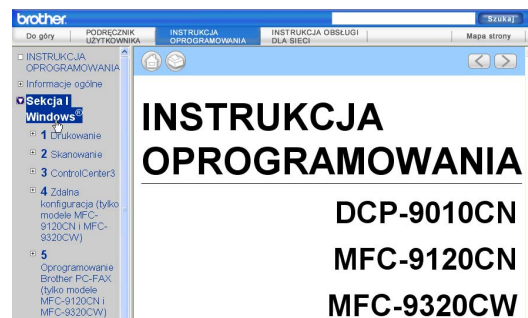 brother.
Szukaj
Do góry
PODRĘCZNIK
UŻYTKOWNIKA
INSTRUKCJA
OPROGRAMOWANIA
INSTRUKCJA OBSŁUGI
DLA SIECI
Mapa strony
INSTRUKCJA
OPROGRAMOWANIA
Informacje ogólne
Sekcja I
Windows®
1 Drukowanie
2 Skanowanie
3 ControlCenter3
4 Zdalna
konfiguracja (tylko
modele MFC-
9120CN i MFC-
9320CW)
5
Oprogramowanie
Brother PC-FAX
(tylko modele
MFC-9120CN i
MFC-9320CW)
INSTRUKCJA
OPROGRAMOWANIA
DCP-9010CN
MFC-9120CN
MFC-9320CW